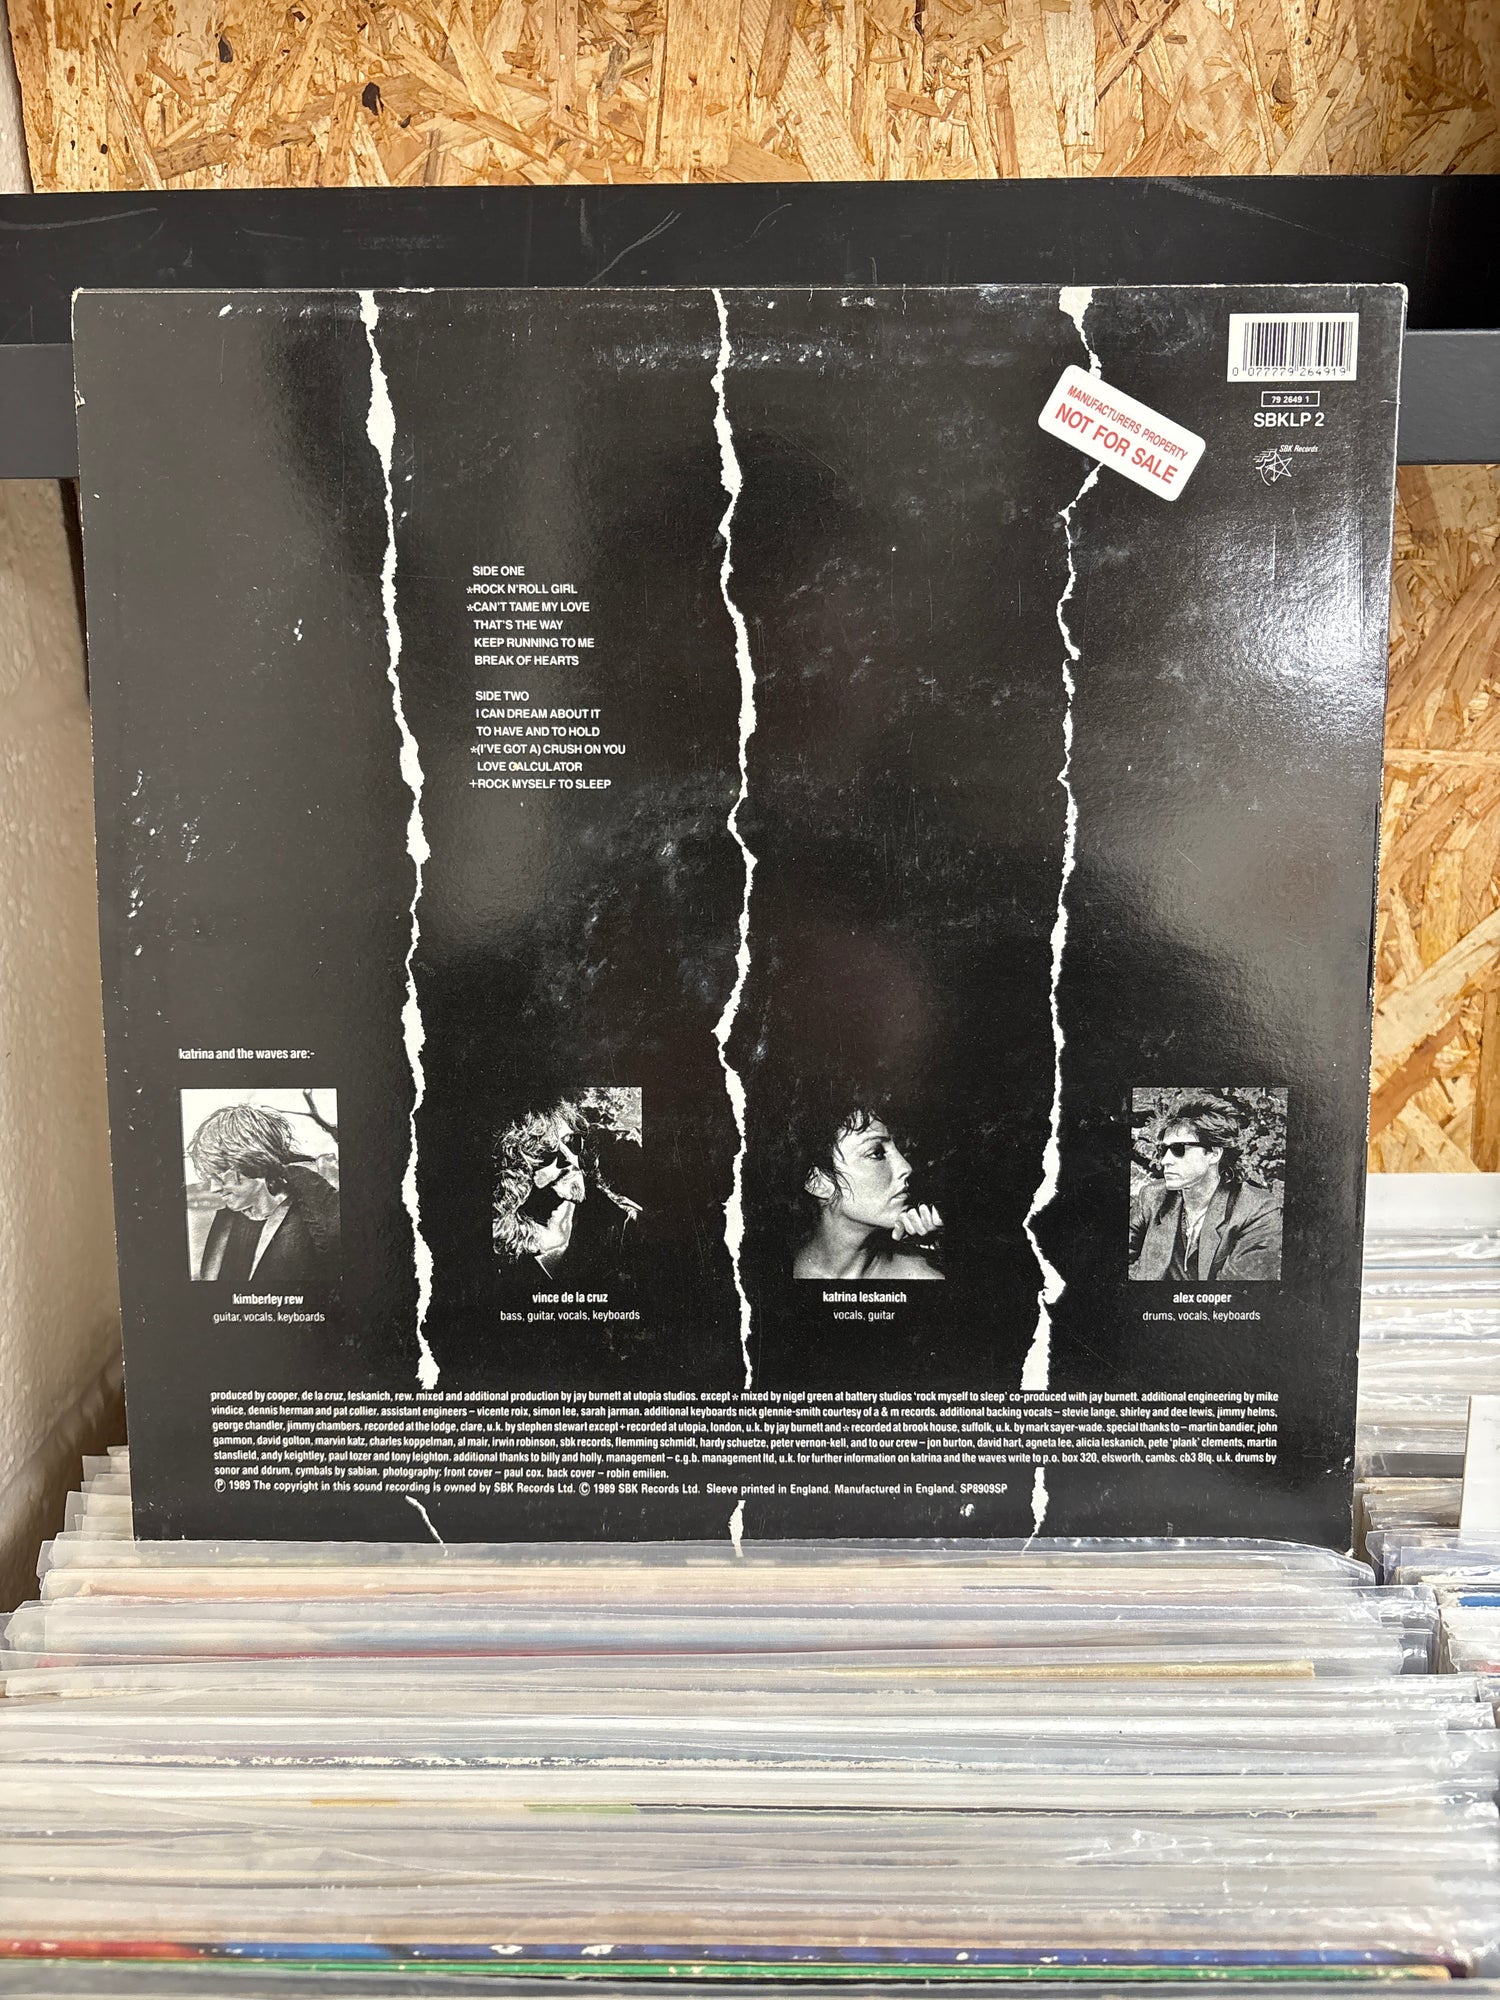 0 077779 264919
79 2649 1
SBKLP 2
SBK Records
MANUFACTURERS PROPERTY
NOT FOR SALE
SIDE ONE
*ROCK N'ROLL GIRL
*CAN'T TAME MY LOVE
THAT'S THE WAY
KEEP RUNNING TO ME
BREAK OF HEARTS
SIDE TWO
I CAN DREAM ABOUT IT
TO HAVE AND TO HOLD
*(I'VE GOT A) CRUSH ON YOU
LOVE CALCULATOR
+ROCK MYSELF TO SLEEP
katrina and the waves are:-
kimberley rew
guitar, vocals, keyboards
vince de la cruz
bass, guitar, vocals, keyboards
katrina leskanich
vocals, guitar
alex cooper
drums, vocals, keyboards
produced by cooper, de la cruz, leskanich, rew. mixed and additional production by jay burnett at utopia studios. except * mixed by nigel green at battery studios 'rock myself to sleep' co-produced with jay burnett. additional engineering by mike
vindice, dennis herman and pat collier. assistant engineers – vicente roix, simon lee, sarah jarman. additional keyboards nick glennie-smith courtesy of a & m records. additional backing vocals – stevie lange, shirley and dee lewis, jimmy helms,
george chandler, jimmy chambers. recorded at the lodge, clare, u.k. by stephen stewart except + recorded at utopia, london, u.k. by jay burnett and * recorded at brook house, suffolk, u.k. by mark sayer-wade. special thanks to – martin bandier, john
gammon, david golton, marvin katz, charles koppelman, al mair, irwin robinson, sbk records, flemming schmidt, hardy schuetze, peter vernon-kell, and to our crew – jon burton, david hart, agneta lee, alicia leskanich, pete 'plank' clements, martin
stansfield, andy keightley, paul tozer and tony leighton. additional thanks to billy and holly. management – c.g.b. management ltd, u.k. for further information on katrina and the waves write to p.o. box 320, elsworth, cambs. cb3 8lq. u.k. drums by
sonor and ddrum, cymbals by sabian. photography: front cover – paul cox. back cover – robin emilien.
Ⓟ 1989 The copyright in this sound recording is owned by SBK Records Ltd. © 1989 SBK Records Ltd. Sleeve printed in England. Manufactured in England. SP8909SP